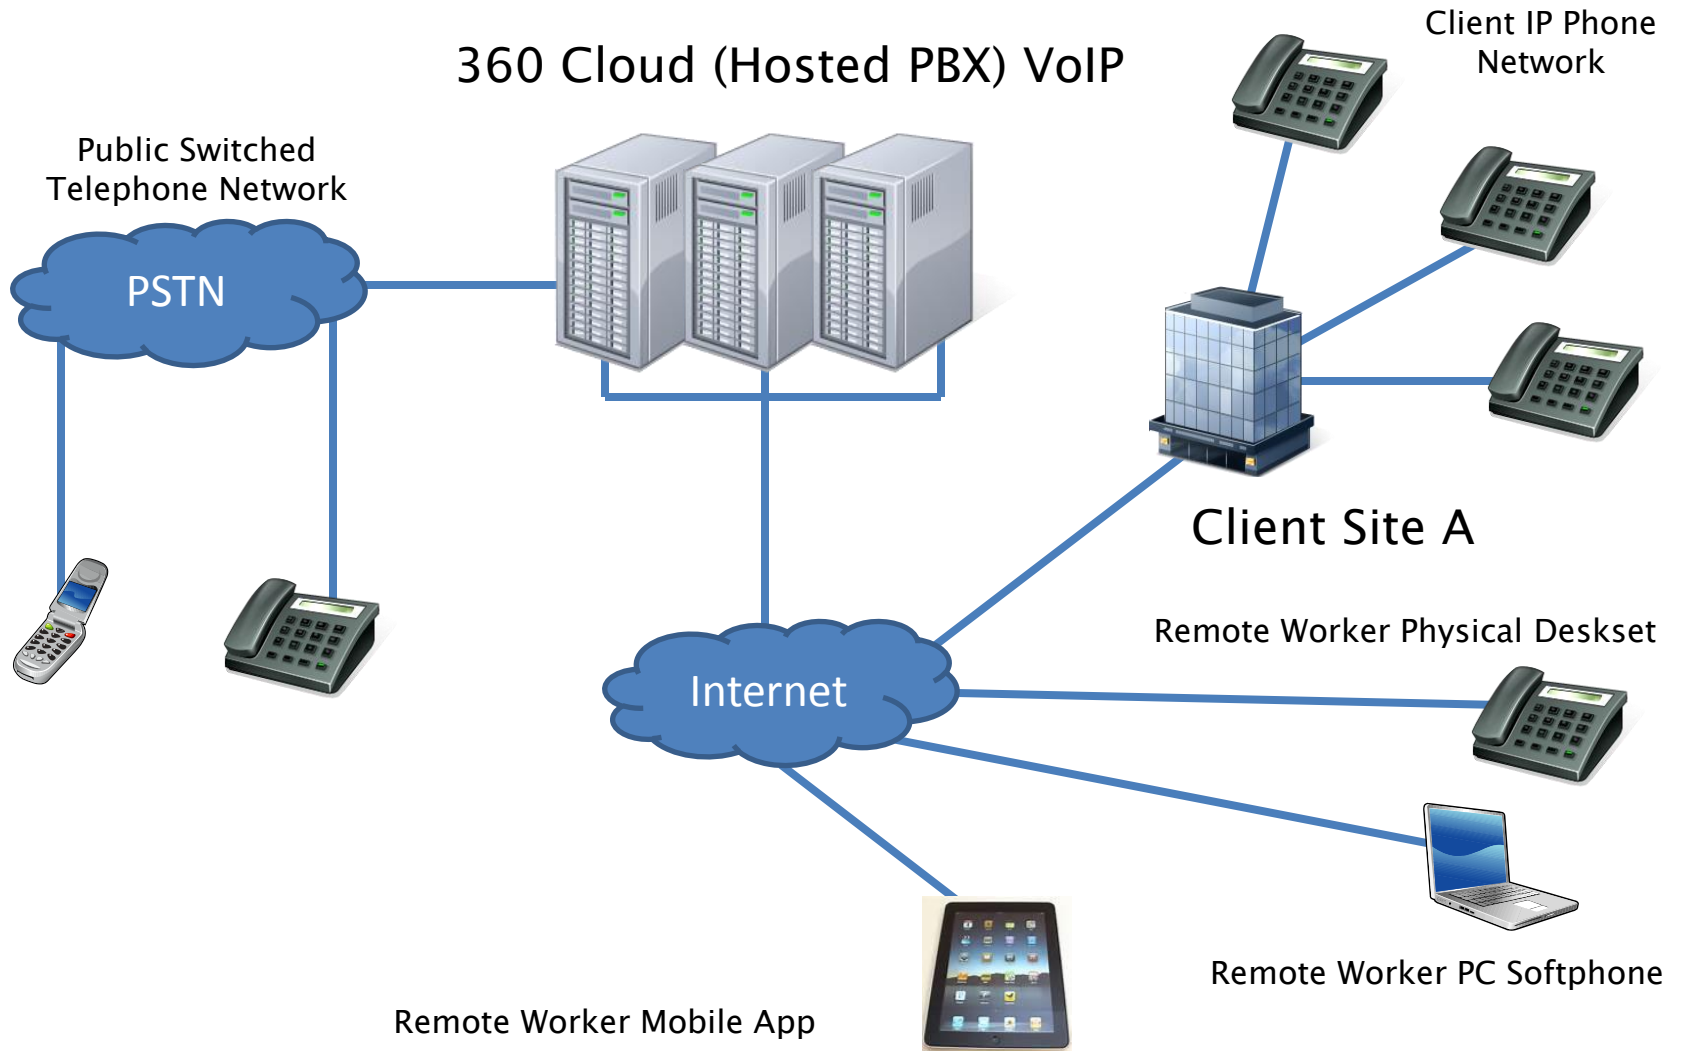 360 Cloud (Hosted PBX) VoIP
Client IP Phone
Network
Public Switched
Telephone Network
PSTN
Client Site A
Remote Worker Physical Deskset
Internet
Remote Worker PC Softphone
Remote Worker Mobile App